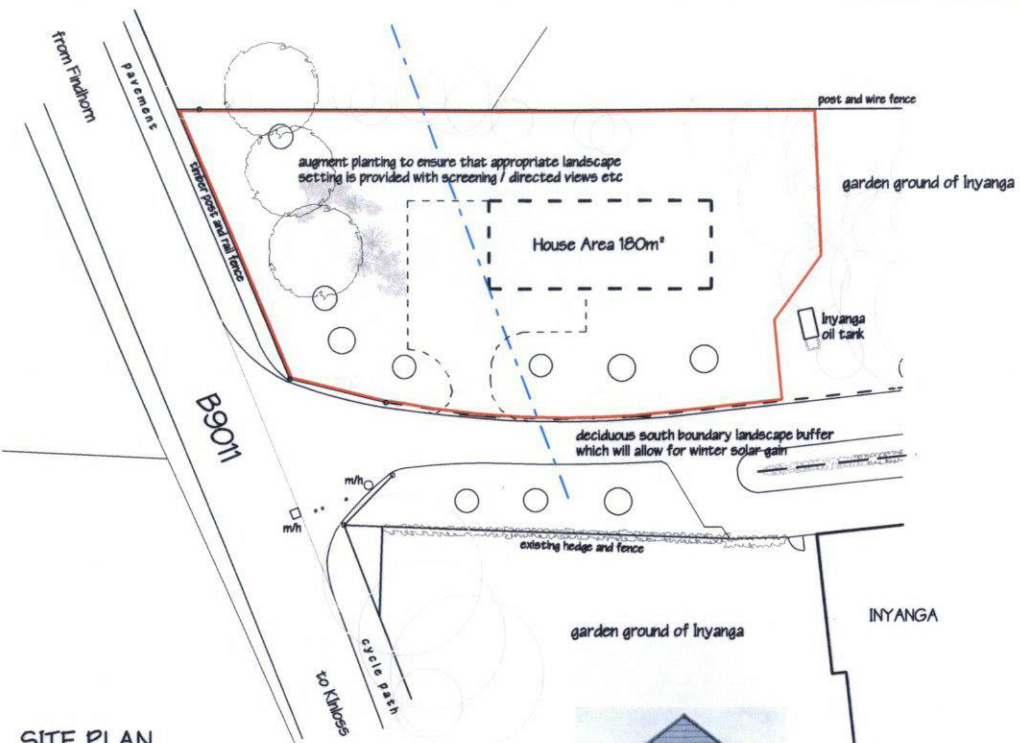 from Findhorn
pavement
post and wire fence
augment planting to ensure that appropriate landscape
setting is provided with screening / directed views etc
garden ground of Inyanga
timber post and rail fence
House Area 180m²
Inyanga
oil tank
B9011
deciduous south boundary landscape buffer
which will allow for winter solar gain
m/h
m/h
existing hedge and fence
INYANGA
garden ground of Inyanga
cycle path
to Kinloss
SITE PLAN